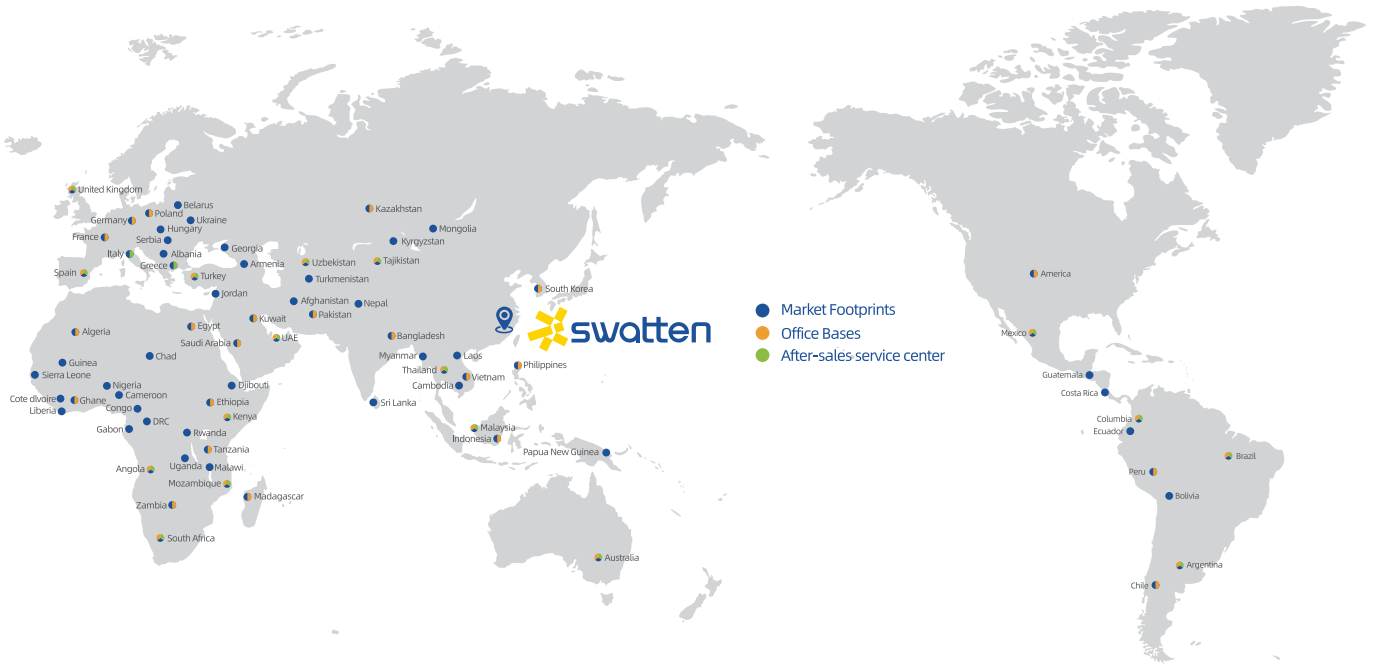 United Kingdom
Belarus
Poland
Germany
Ukraine
Hungary
France
Serbia
Italy
Albania
Greece
Spain
Turkey
Georgia
Armenia
Jordan
Kazakhstan
Mongolia
Kyrgyzstan
Uzbekistan
Tajikistan
Turkmenistan
Afghanistan
Nepal
Pakistan
South Korea
swatten
Kuwait
Egypt
Algeria
Saudi Arabia
UAE
Bangladesh
Myanmar
Laos
Thailand
Vietnam
Cambodia
Philippines
Sri Lanka
Chad
Guinea
Sierra Leone
Nigeria
Djibouti
Cameroon
Cote dlvoire
Ghane
Ethiopia
Congo
Liberia
Kenya
DRC
Gabon
Rwanda
Tanzania
Uganda
Malawi
Angola
Mozambique
Madagascar
Zambia
South Africa
Malaysia
Indonesia
Papua New Guinea
Australia
Market Footprints
Office Bases
After-sales service center
America
Mexico
Guatemala
Costa Rica
Columbia
Ecuador
Brazil
Peru
Bolivia
Argentina
Chile